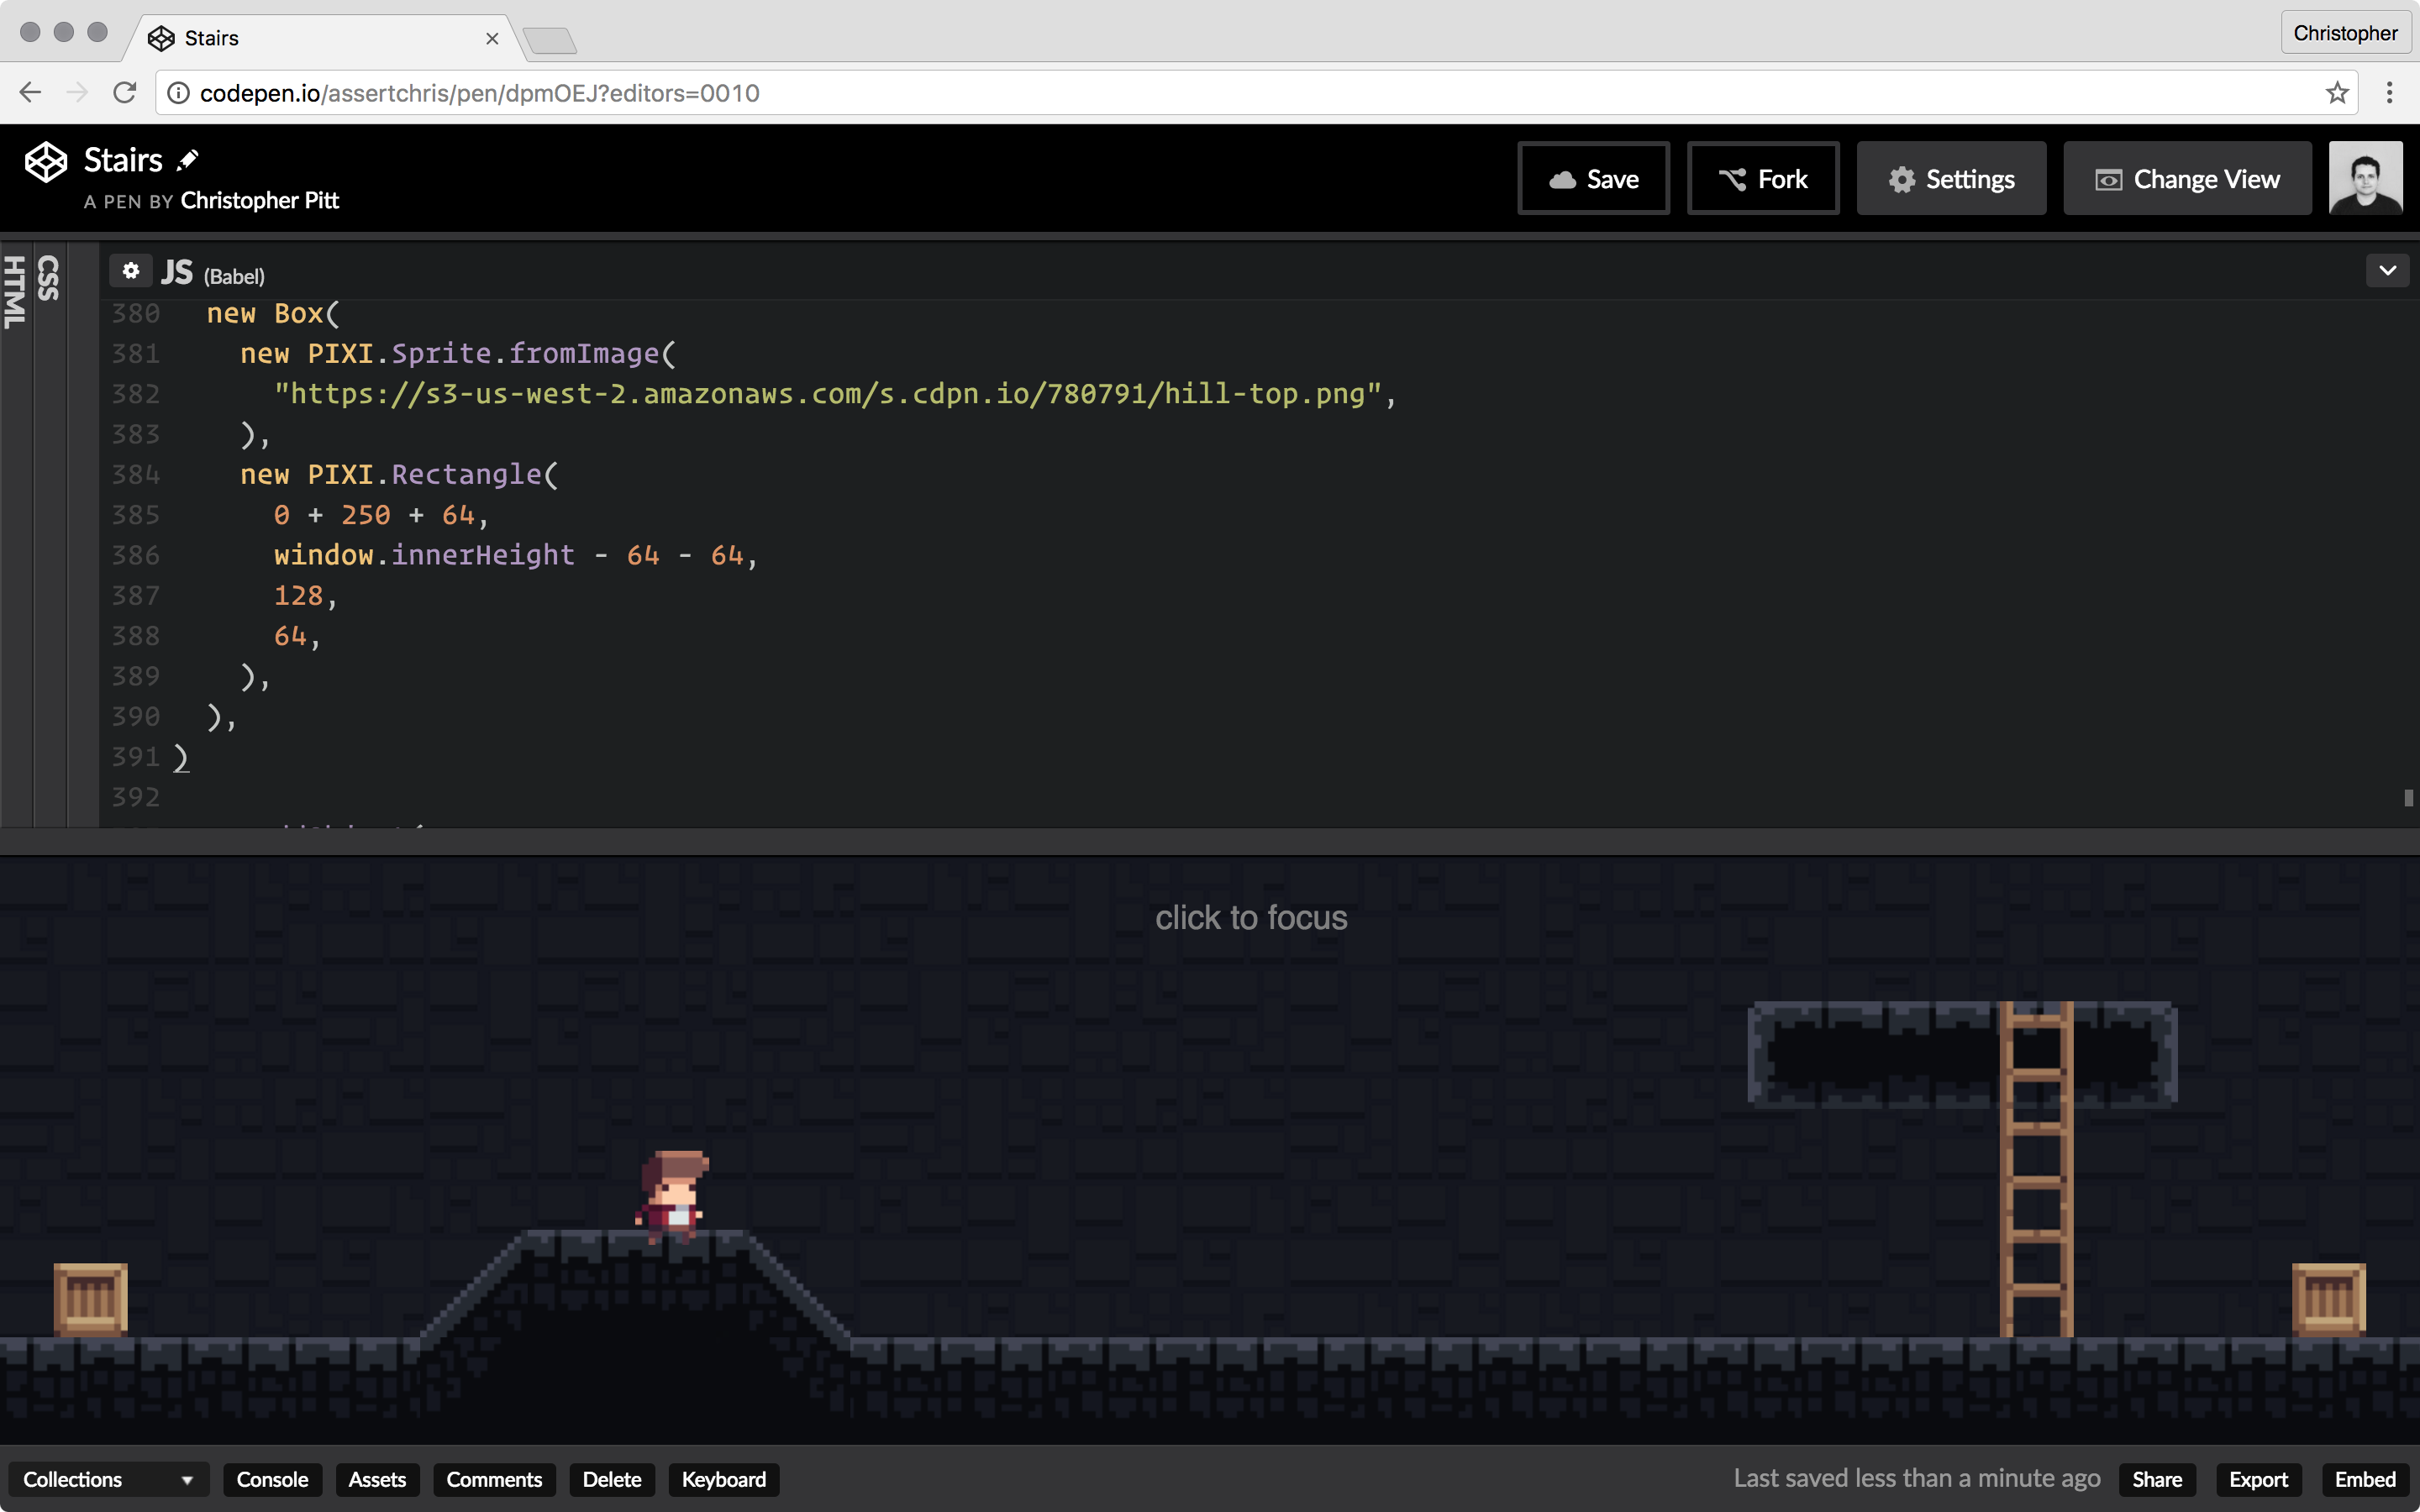 Stairs
Christopher
codepen.io/assertchris/pen/dpmOEJ?editors=0010
Stairs
A PEN BY Christopher Pitt
Save
Fork
Settings
Change View
HTML
CSS
JS (Babel)
380 new Box(
381 new PIXI.Sprite.fromImage(
382 "https://s3-us-west-2.amazonaws.com/s.cdpn.io/780791/hill-top.png",
383 ),
384 new PIXI.Rectangle(
385 0 + 250 + 64,
386 window.innerHeight - 64 - 64,
387 128,
388 64,
389 ),
390 ),
391 )
392
click to focus
Collections
Console
Assets
Comments
Delete
Keyboard
Last saved less than a minute ago
Share
Export
Embed